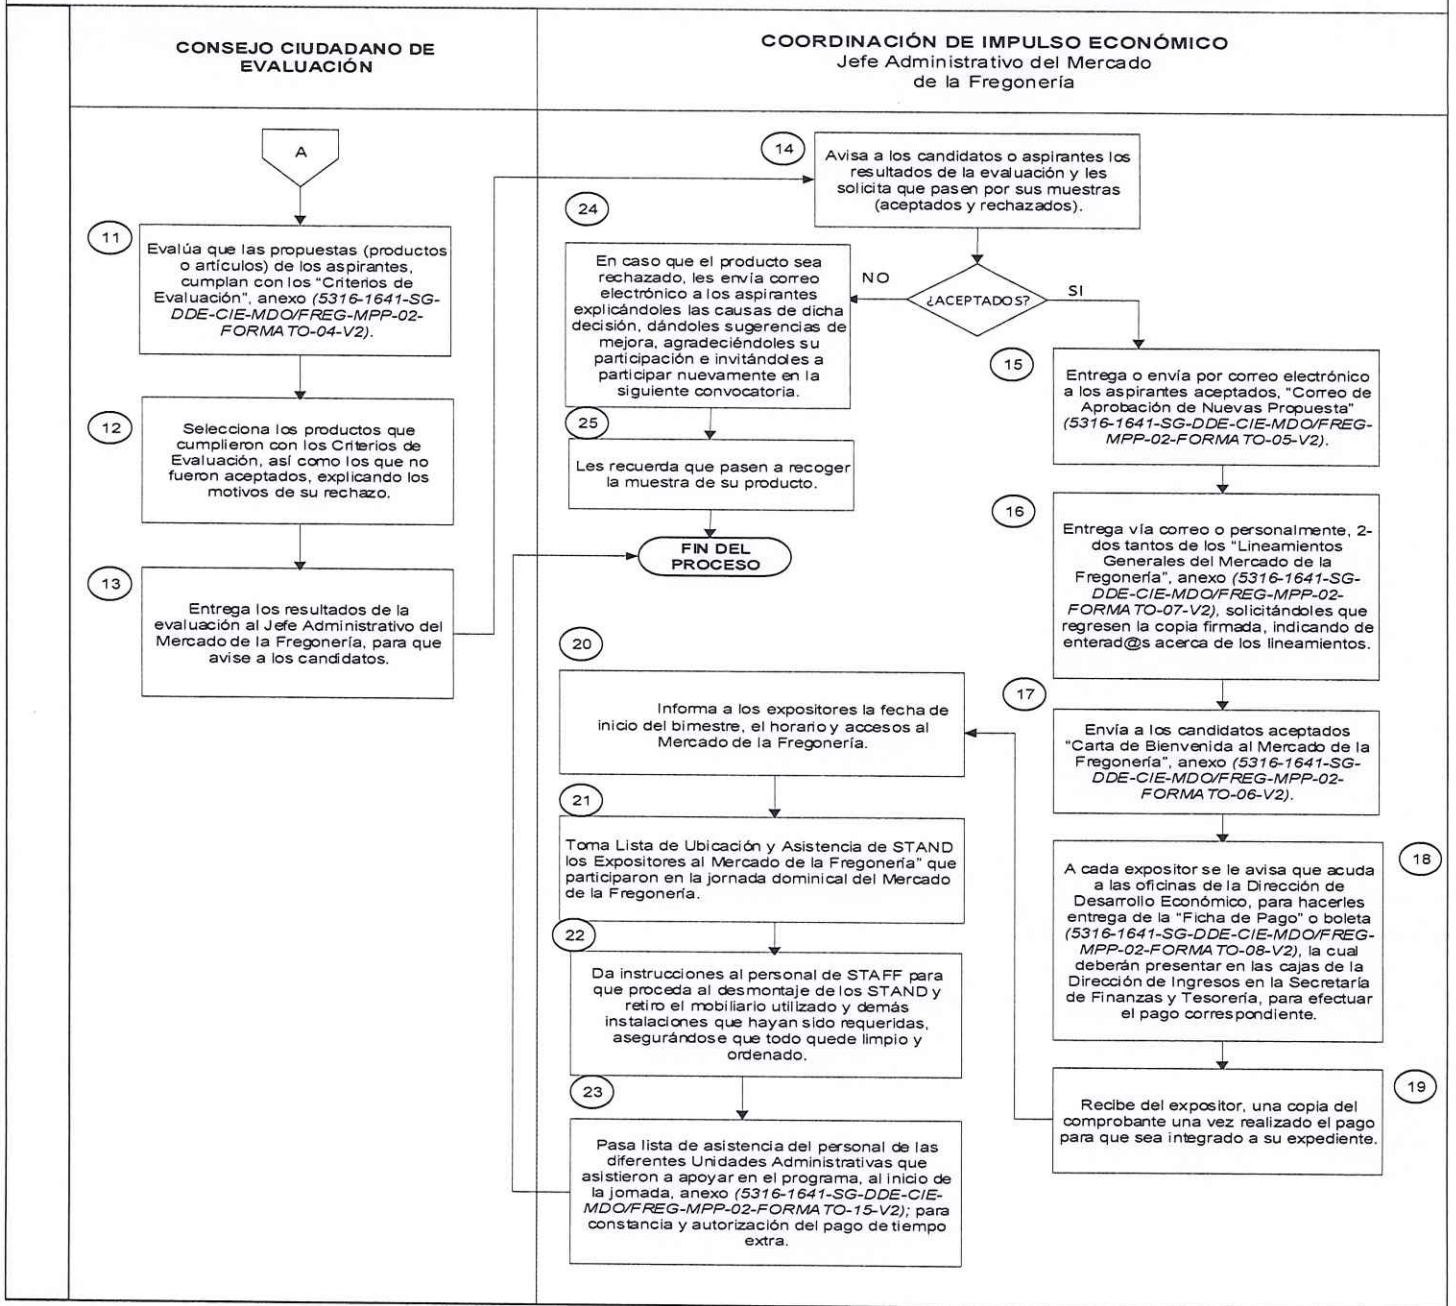 CONSEJO CIUDADANO DE
EVALUACIÓN
COORDINACIÓN DE IMPULSO ECONÓMICO
Jefe Administrativo del Mercado
de la Fregonería
A
11
Evalúa que las propuestas (productos
o artículos) de los aspirantes,
cumplan con los "Criterios de
Evaluación", anexo (5316-1641-SG-
DDE-CIE-MDO/FREG-MPP-02-
FORMATO-04-V2).
12
Selecciona los productos que
cumplieron con los Criterios de
Evaluación, así como los que no
fueron aceptados, explicando los
motivos de su rechazo.
13
Entrega los resultados de la
evaluación al Jefe Administrativo del
Mercado de la Fregonería, para que
avise a los candidatos.
14
Avisa a los candidatos o aspirantes los
resultados de la evaluación y les
solicita que pasen por sus muestras
(aceptados y rechazados).
¿ACEPTADOS?
NO
SI
24
En caso que el producto sea
rechazado, les envía correo
electrónico a los aspirantes
explicándoles las causas de dicha
decisión, dándoles sugerencias de
mejora, agradeciéndoles su
participación e invitándoles a
participar nuevamente en la
siguiente convocatoria.
25
Les recuerda que pasen a recoger
la muestra de su producto.
FIN DEL
PROCESO
15
Entrega o envía por correo electrónico
a los aspirantes aceptados, "Correo de
Aprobación de Nuevas Propuesta"
(5316-1641-SG-DDE-CIE-MDO/FREG-
MPP-02-FORMATO-05-V2).
16
Entrega vía correo o personalmente, 2-
dos tantos de los "Lineamientos
Generales del Mercado de la
Fregonería", anexo (5316-1641-SG-
DDE-CIE-MDO/FREG-MPP-02-
FORMATO-07-V2), solicitándoles que
regresen la copia firmada, indicando de
enterad@s acerca de los lineamientos.
17
Envía a los candidatos aceptados
"Carta de Bienvenida al Mercado de la
Fregonería", anexo (5316-1641-SG-
DDE-CIE-MDO/FREG-MPP-02-
FORMATO-06-V2).
18
A cada expositor se le avisa que acuda
a las oficinas de la Dirección de
Desarrollo Económico, para hacerles
entrega de la "Ficha de Pago" o boleta
(5316-1641-SG-DDE-CIE-MDO/FREG-
MPP-02-FORMATO-08-V2), la cual
deberán presentar en las cajas de la
Dirección de Ingresos en la Secretaría
de Finanzas y Tesorería, para efectuar
el pago correspondiente.
19
Recibe del expositor, una copia del
comprobante una vez realizado el pago
para que sea integrado a su expediente.
20
Informa a los expositores la fecha de
inicio del bimestre, el horario y accesos al
Mercado de la Fregonería.
21
Toma Lista de Ubicación y Asistencia de STAND
los Expositores al Mercado de la Fregonería" que
participaron en la jornada dominical del Mercado
de la Fregonería.
22
Da instrucciones al personal de STAFF para
que proceda al desmontaje de los STAND y
retiro el mobiliario utilizado y demás
instalaciones que hayan sido requeridas,
asegurándose que todo quede limpio y
ordenado.
23
Pasa lista de asistencia del personal de las
diferentes Unidades Administrativas que
asistieron a apoyar en el programa, al inicio de
la jornada, anexo (5316-1641-SG-DDE-CIE-
MDO/FREG-MPP-02-FORMATO-15-V2); para
constancia y autorización del pago de tiempo
extra.